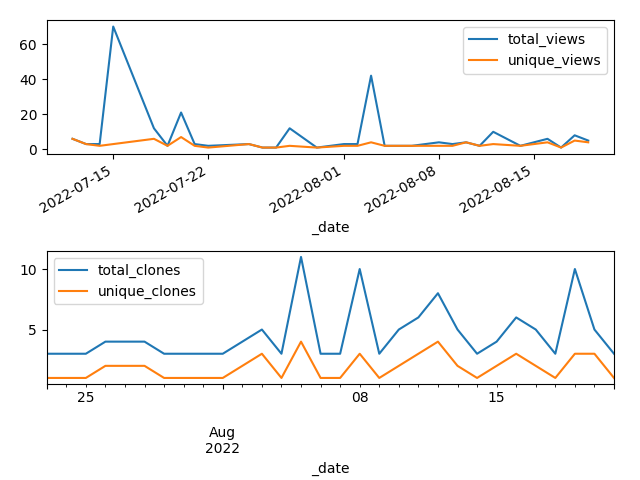 60
40
20
0
total_views
unique_views
2022-07-15
2022-07-22
2022-08-01
2022-08-08
2022-08-15
_date
10
5
total_clones
unique_clones
25
08
15
Aug
2022
_date